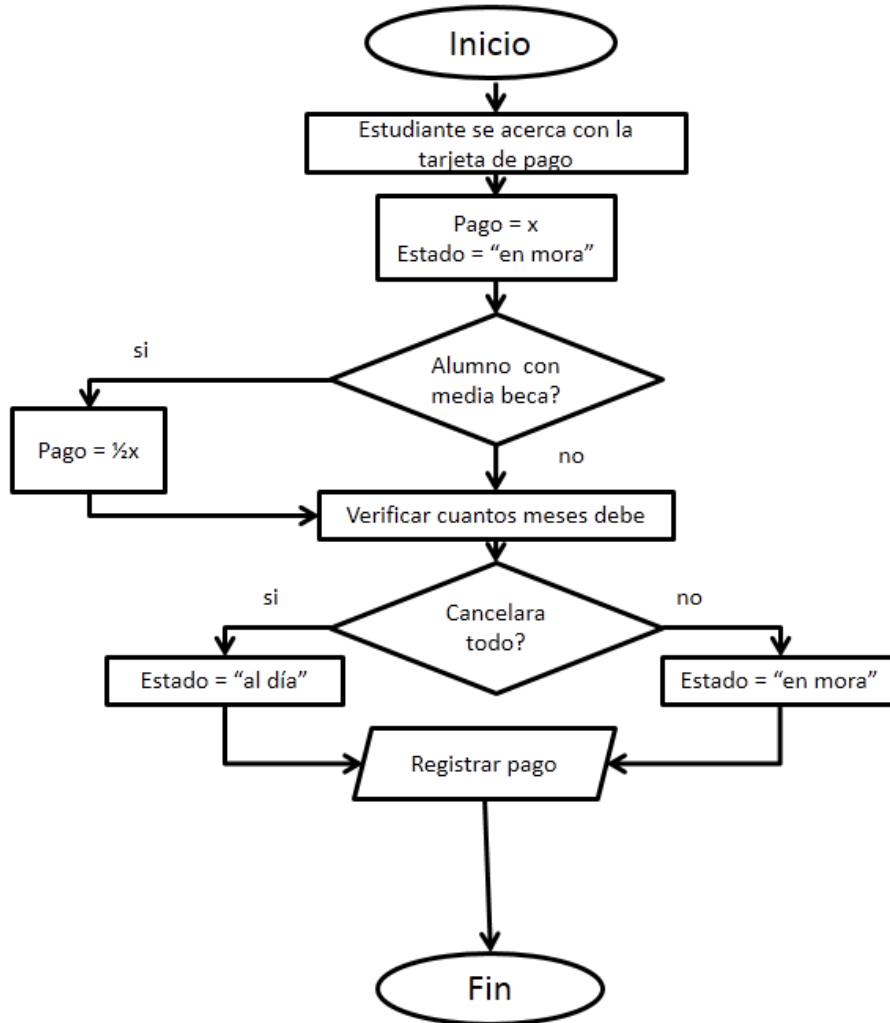 Inicio
Estudiante se acerca con la
tarjeta de pago
Pago = x
Estado = “en mora”
si
Alumno con
media beca?
Pago = ½x
no
Verificar cuantos meses debe
si
Cancelara
todo?
no
Estado = “al día”
Estado = “en mora”
Registrar pago
Fin